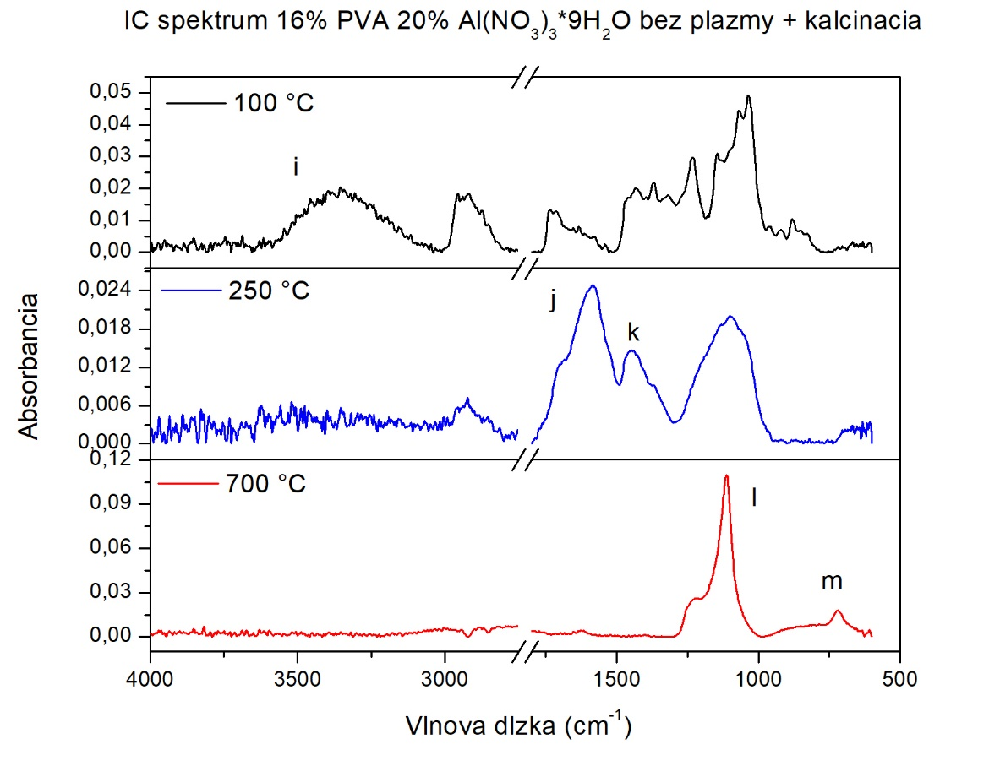 IC spektrum 16% PVA 20% Al(NO₃)₃*9H₂O bez plazmy + kalcinacia
0,05
0,04
0,03
0,02
0,01
0,00
100 °C
i
0,024
0,018
0,012
0,006
0,000
250 °C
j
k
0,12
0,09
0,06
0,03
0,00
700 °C
l
m
Absorbancia
4000 3500 3000 1500 1000 500
Vlnova dlzka (cm⁻¹)